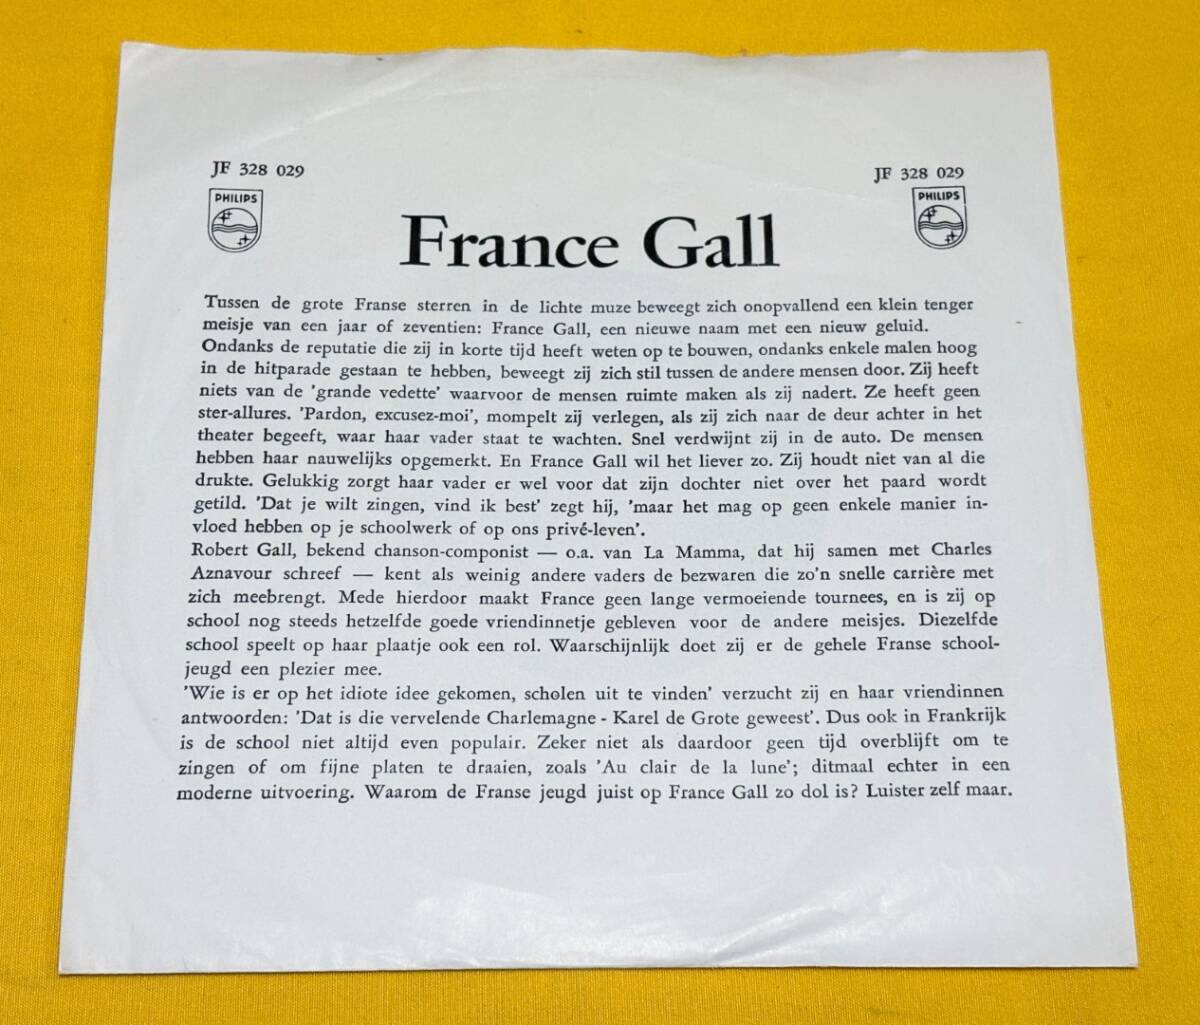 JF 328 029
JF 328 029
PHILIPS
PHILIPS
France Gall
Tussen de grote Franse sterren in de lichte muze beweegt zich onopvallend een klein tenger
meisje van een jaar of zeventien: France Gall, een nieuwe naam met een nieuw geluid.
Ondanks de reputatie die zij in korte tijd heeft weten op te bouwen, ondanks enkele malen hoog
in de hitparade gestaan te hebben, beweegt zij zich stil tussen de andere mensen door. Zij heeft
niets van de 'grande vedette' waarvoor de mensen ruimte maken als zij nadert. Ze heeft geen
ster-allures. 'Pardon, excusez-moi', mompelt zij verlegen, als zij zich naar de deur achter in het
theater begeeft, waar haar vader staat te wachten. Snel verdwijnt zij in de auto. De mensen
hebben haar nauwelijks opgemerkt. En France Gall wil het liever zo. Zij houdt niet van al die
drukte. Gelukkig zorgt haar vader er wel voor dat zijn dochter niet over het paard wordt
getild. 'Dat je wilt zingen, vind ik best' zegt hij, 'maar het mag op geen enkele manier in-
vloed hebben op je schoolwerk of op ons privé-leven'.
Robert Gall, bekend chanson-componist — o.a. van La Mamma, dat hij samen met Charles
Aznavour schreef — kent als weinig andere vaders de bezwaren die zo'n snelle carrière met
zich meebrengt. Mede hierdoor maakt France geen lange vermoeiende tournees, en is zij op
school nog steeds hetzelfde goede vriendinnetje gebleven voor de andere meisjes. Diezelfde
school speelt op haar plaatje ook een rol. Waarschijnlijk doet zij er de gehele Franse school-
jeugd een plezier mee.
'Wie is er op het idiote idee gekomen, scholen uit te vinden' verzucht zij en haar vriendinnen
antwoorden: 'Dat is die vervelende Charlemagne - Karel de Grote geweest'. Dus ook in Frankrijk
is de school niet altijd even populair. Zeker niet als daardoor geen tijd overblijft om te
zingen of om fijne platen te draaien, zoals 'Au clair de la lune'; ditmaal echter in een
moderne uitvoering. Waarom de Franse jeugd juist op France Gall zo dol is? Luister zelf maar.